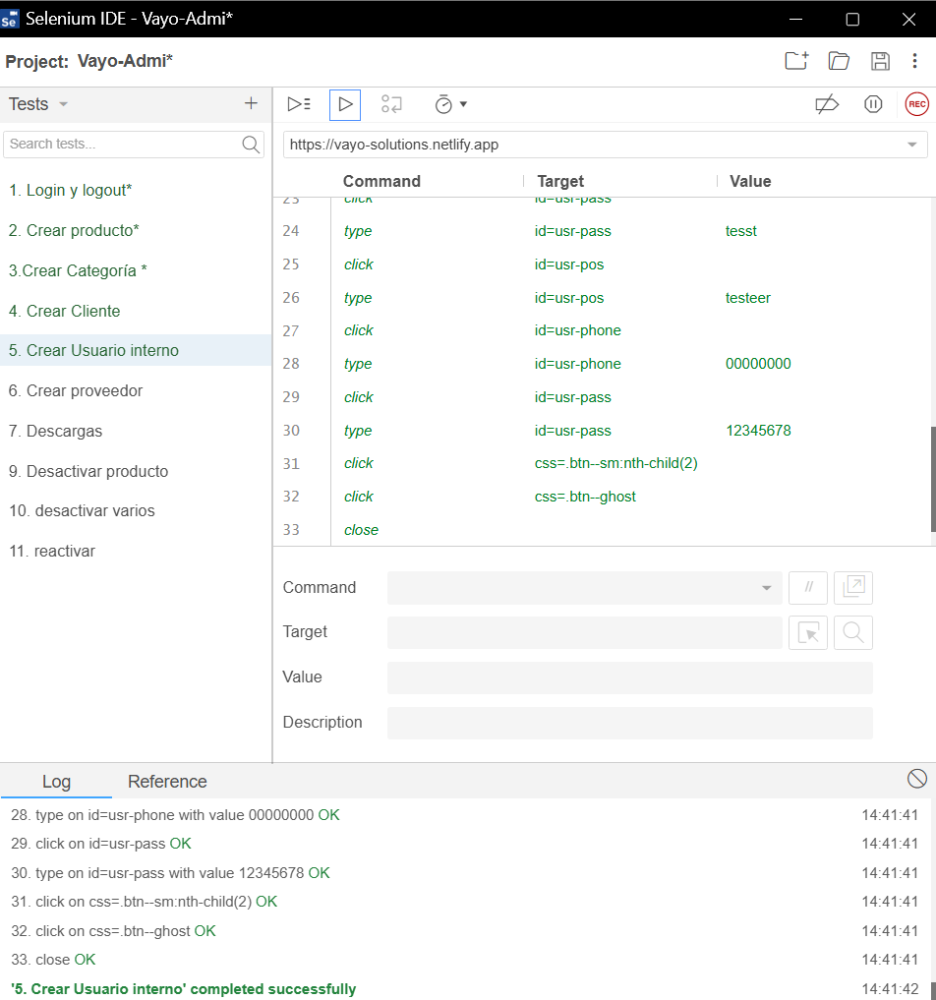 Se Selenium IDE - Vayo-Admi*
Project: Vayo-Admi*
Tests
REC
Search tests...
https://vayo-solutions.netlify.app
Command Target Value
1. Login y logout*
2. Crear producto*
3.Crear Categoría *
4. Crear Cliente
5. Crear Usuario interno
6. Crear proveedor
7. Descargas
9. Desactivar producto
10. desactivar varios
11. reactivar
23 click id=usr-pass
24 type id=usr-pass tesst
25 click id=usr-pos
26 type id=usr-pos testeer
27 click id=usr-phone
28 type id=usr-phone 00000000
29 click id=usr-pass
30 type id=usr-pass 12345678
31 click css=.btn--sm:nth-child(2)
32 click css=.btn--ghost
33 close
Command //
Target
Value
Description
Log Reference
28. type on id=usr-phone with value 00000000 OK 14:41:41
29. click on id=usr-pass OK 14:41:41
30. type on id=usr-pass with value 12345678 OK 14:41:41
31. click on css=.btn--sm:nth-child(2) OK 14:41:41
32. click on css=.btn--ghost OK 14:41:41
33. close OK 14:41:41
'5. Crear Usuario interno' completed successfully 14:41:42